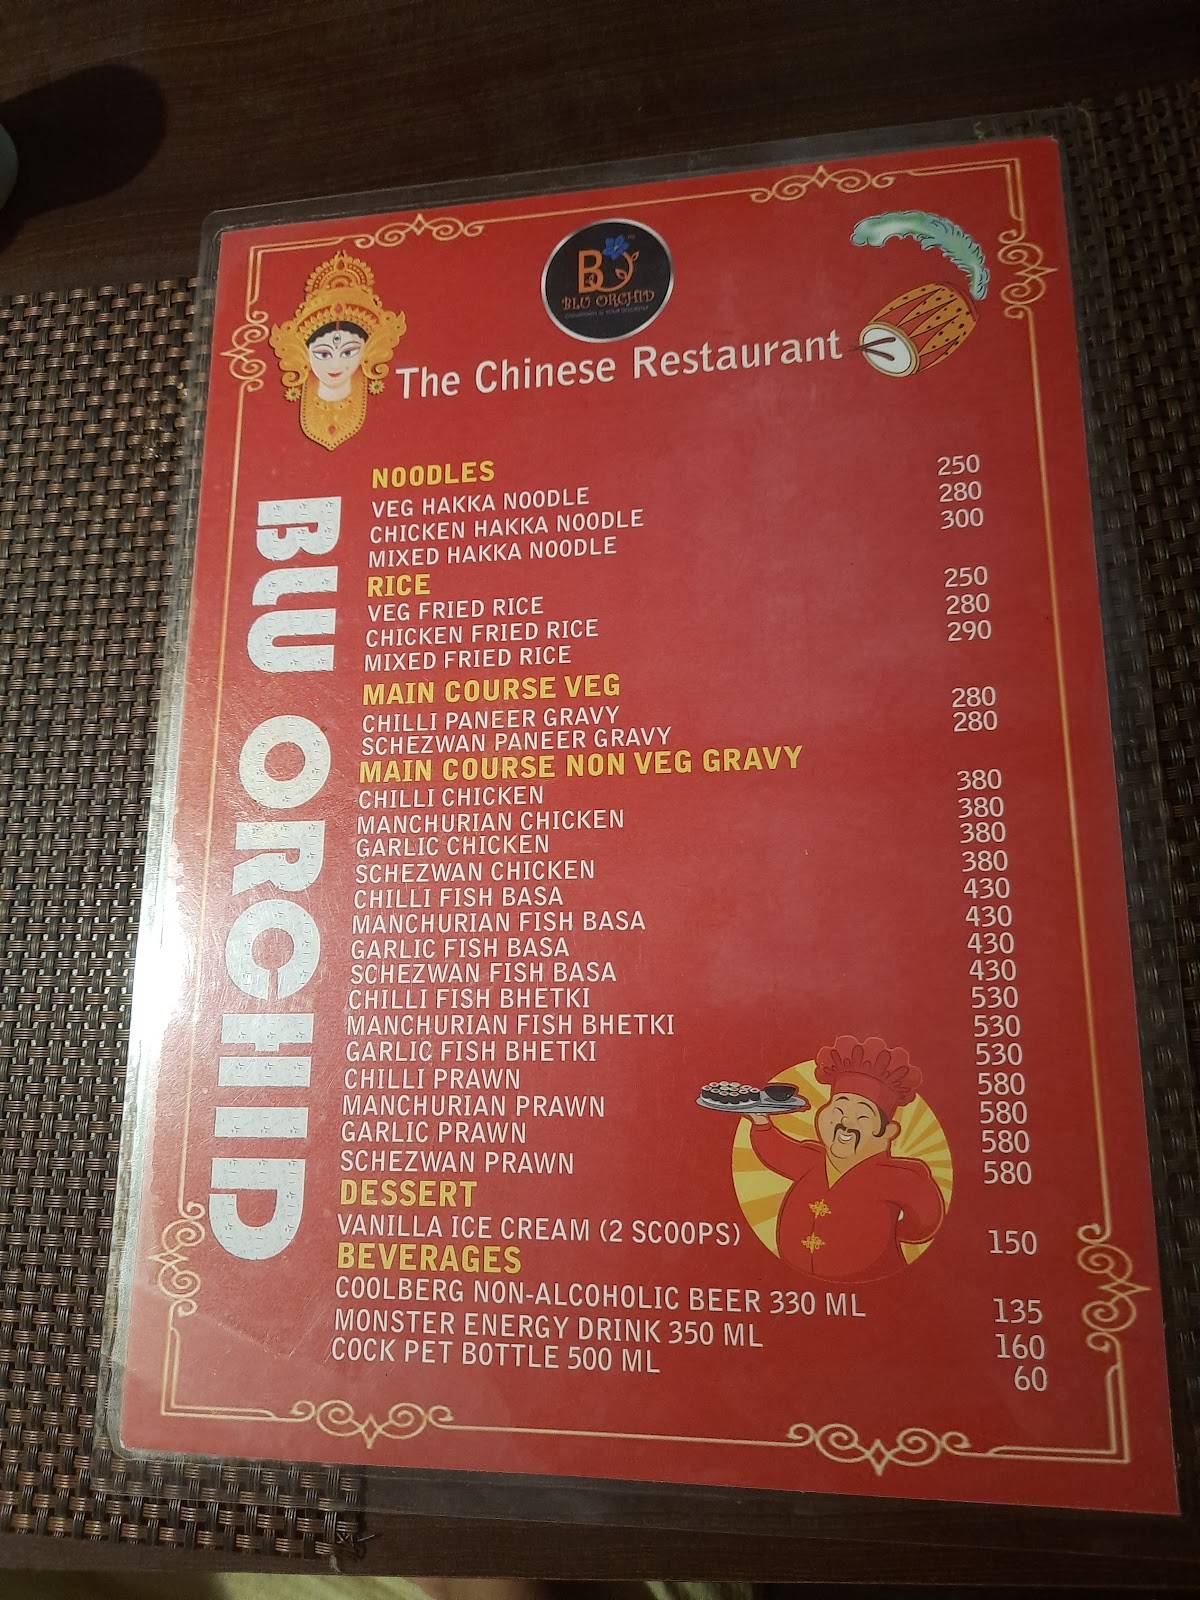 BLU ORCHID
The Chinese Restaurant
BLU ORCHID
NOODLES
VEG HAKKA NOODLE 250
CHICKEN HAKKA NOODLE 280
MIXED HAKKA NOODLE 300
RICE
VEG FRIED RICE 250
CHICKEN FRIED RICE 280
MIXED FRIED RICE 290
MAIN COURSE VEG
CHILLI PANEER GRAVY 280
SCHEZWAN PANEER GRAVY 280
MAIN COURSE NON VEG GRAVY
CHILLI CHICKEN 380
MANCHURIAN CHICKEN 380
GARLIC CHICKEN 380
SCHEZWAN CHICKEN 380
CHILLI FISH BASA 430
MANCHURIAN FISH BASA 430
GARLIC FISH BASA 430
SCHEZWAN FISH BASA 430
CHILLI FISH BHETKI 530
MANCHURIAN FISH BHETKI 530
GARLIC FISH BHETKI 530
CHILLI PRAWN 580
MANCHURIAN PRAWN 580
GARLIC PRAWN 580
SCHEZWAN PRAWN 580
DESSERT
VANILLA ICE CREAM (2 SCOOPS) 150
BEVERAGES
COOLBERG NON-ALCOHOLIC BEER 330 ML 135
MONSTER ENERGY DRINK 350 ML 160
COCK PET BOTTLE 500 ML 60